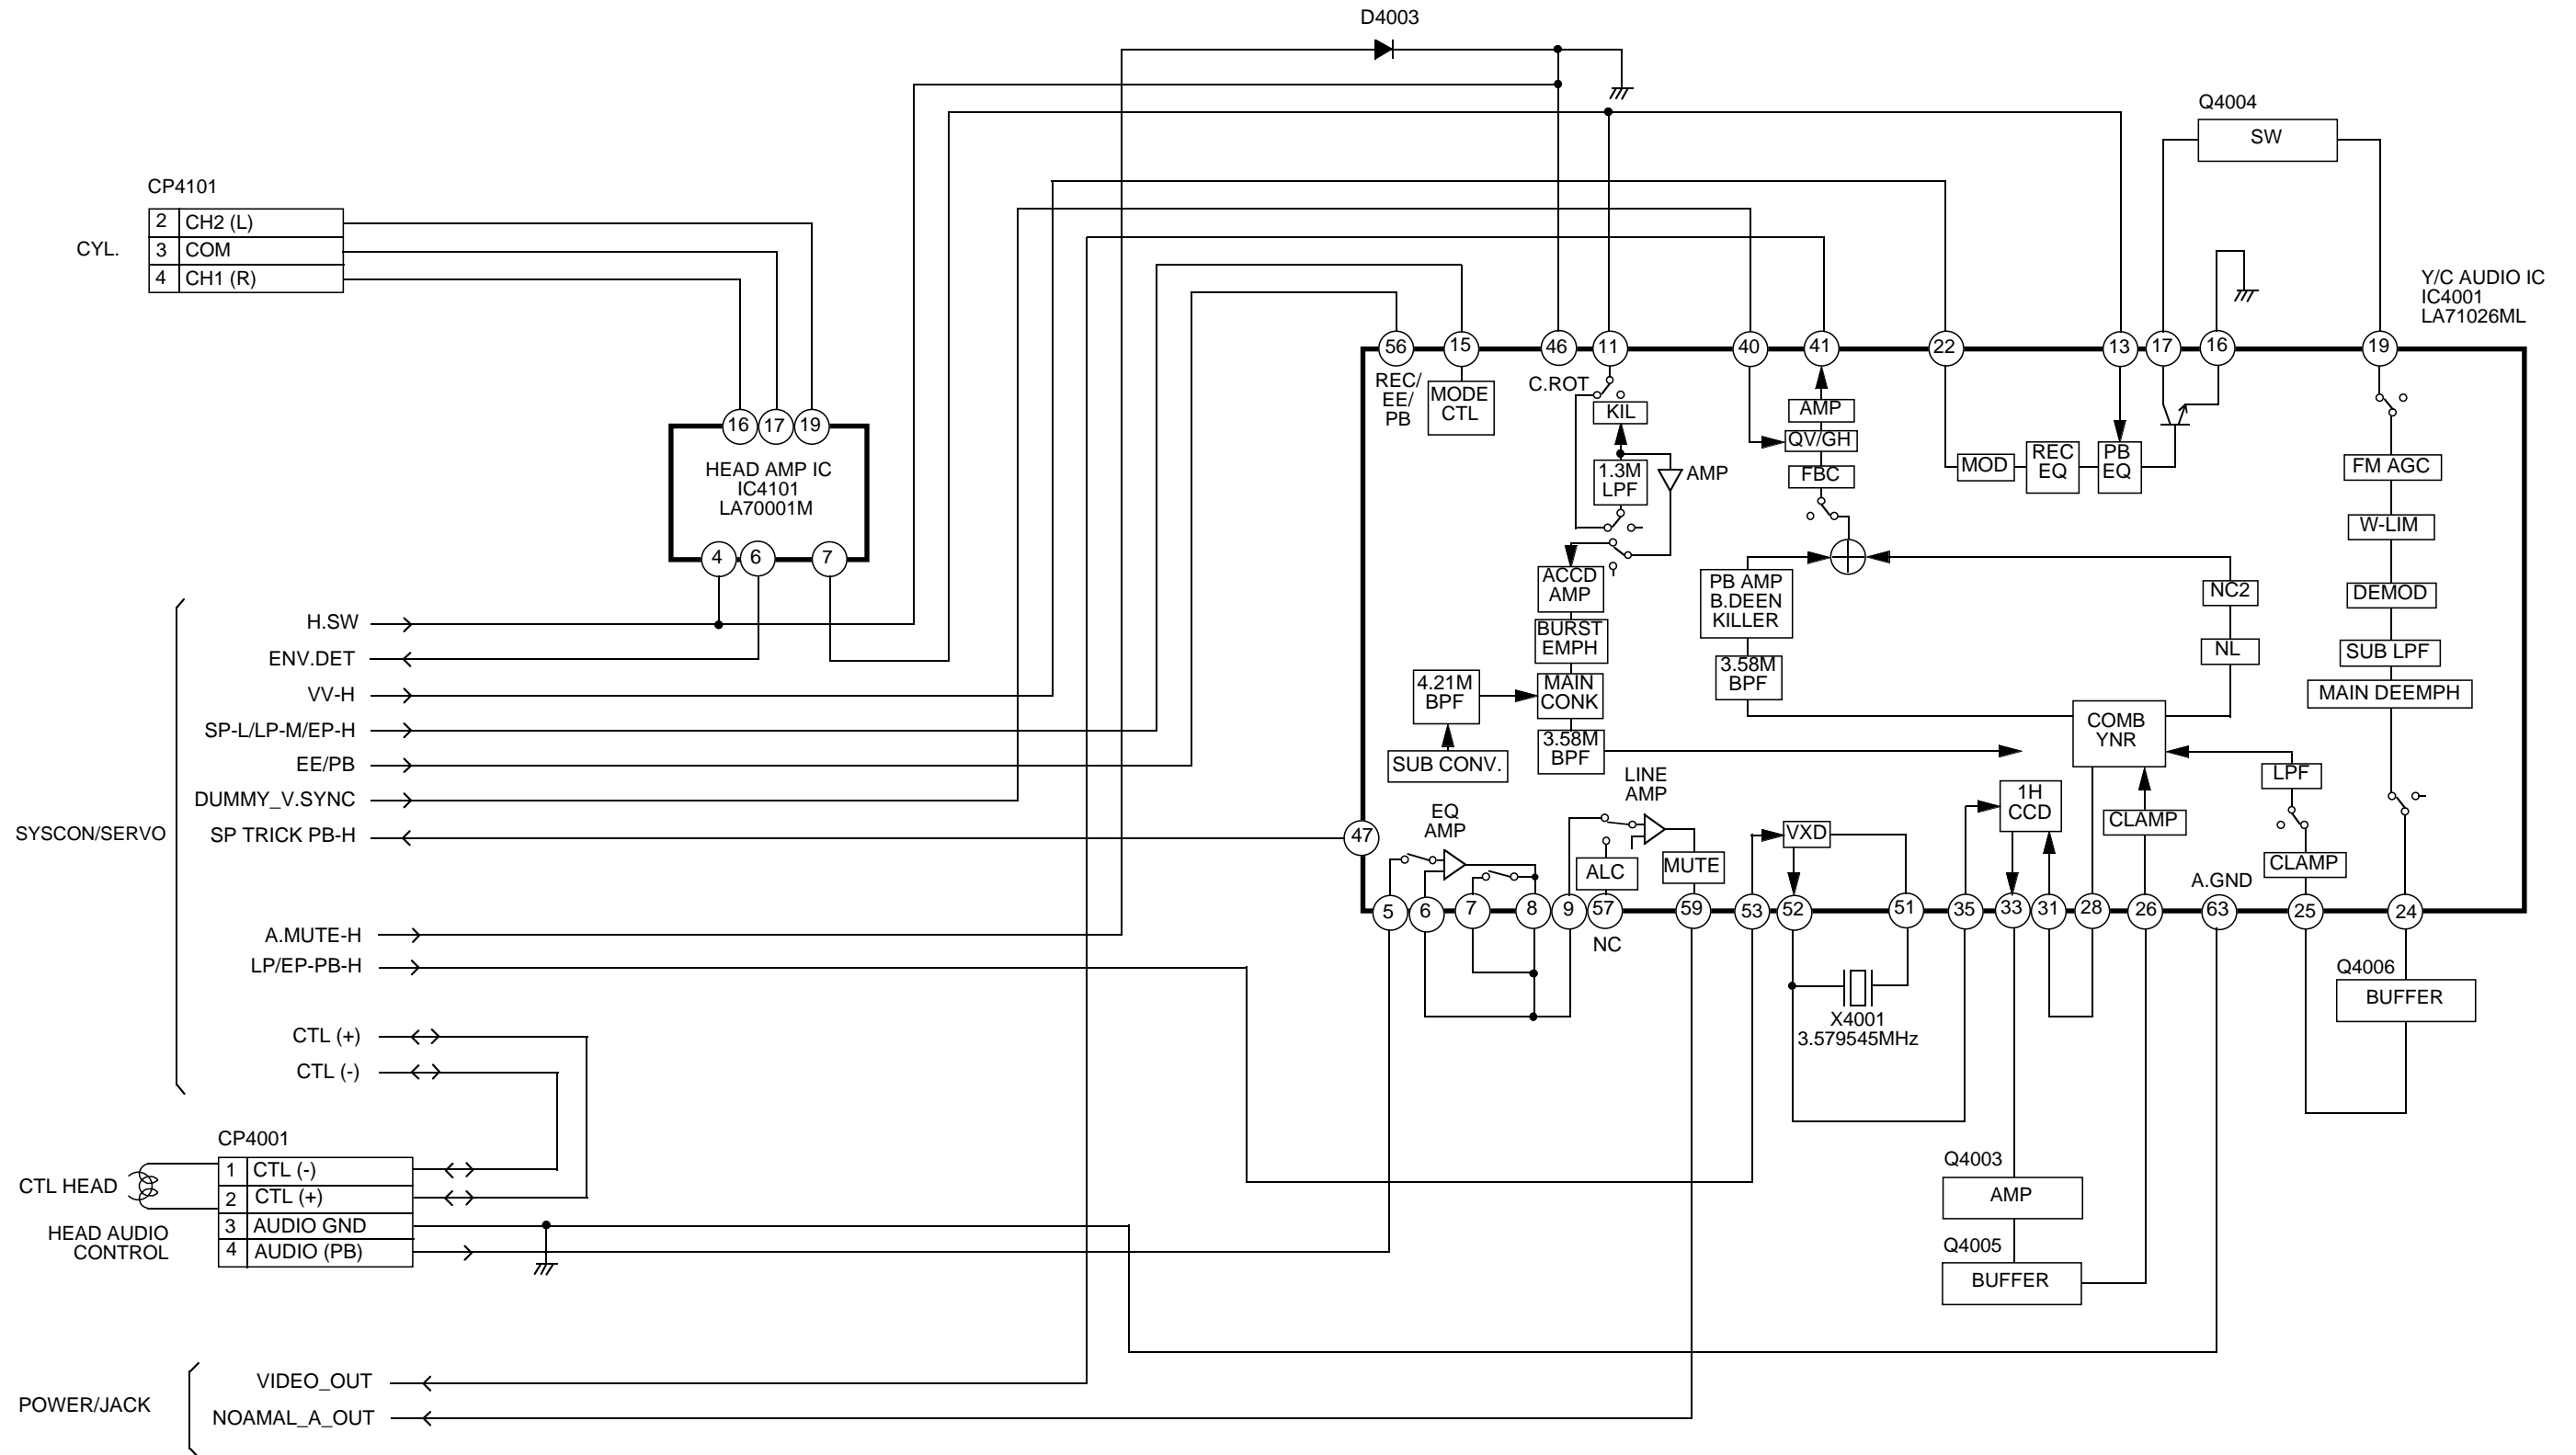 D4003
Q4004
SW
CP4101
CYL.
2 CH2 (L)
3 COM
4 CH1 (R)
Y/C AUDIO IC
IC4001
LA71026ML
56
15
46
11
40
41
22
13
17
16
19
REC/
EE/
PB
MODE
CTL
C.ROT
KIL
1.3M
LPF
AMP
AMP
QV/GH
FBC
MOD
REC
EQ
PB
EQ
FM AGC
W-LIM
DEMOD
SUB LPF
MAIN DEEMPH
16
17
19
HEAD AMP IC
IC4101
LA70001M
4
6
7
ACCD
AMP
BURST
EMPH
MAIN
CONK
3.58M
BPF
4.21M
BPF
SUB CONV.
PB AMP
B.DEEN
KILLER
3.58M
BPF
NC2
NL
COMB
YNR
LPF
CLAMP
CLAMP
1H
CCD
VXD
LINE
AMP
EQ
AMP
ALC
MUTE
A.GND
SYSCON/SERVO
H.SW
ENV.DET
VV-H
SP-L/LP-M/EP-H
EE/PB
DUMMY_V.SYNC
SP TRICK PB-H
A.MUTE-H
LP/EP-PB-H
CTL (+)
CTL (-)
47
5
6
7
8
9
57
59
53
52
51
35
33
31
28
26
63
25
24
NC
X4001
3.579545MHz
Q4006
BUFFER
Q4003
AMP
Q4005
BUFFER
CP4001
CTL HEAD
HEAD AUDIO
CONTROL
1 CTL (-)
2 CTL (+)
3 AUDIO GND
4 AUDIO (PB)
POWER/JACK
VIDEO_OUT
NOAMAL_A_OUT